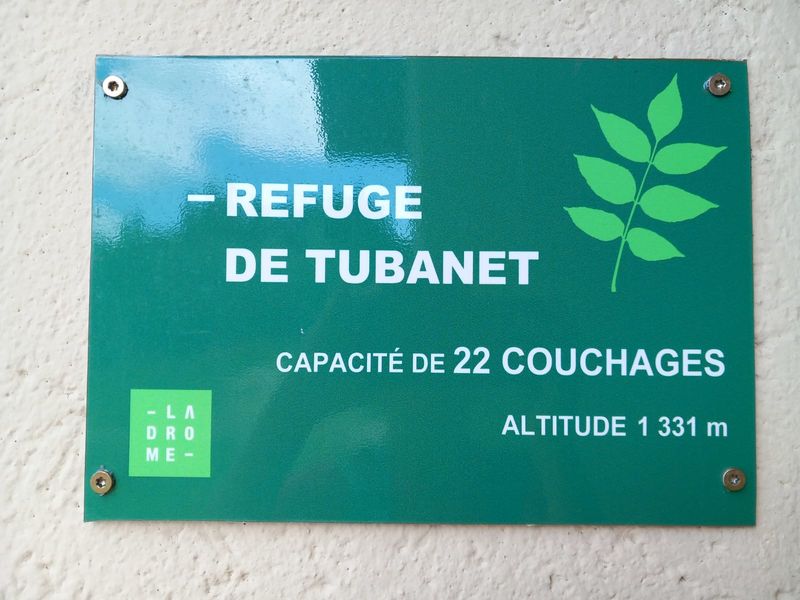 – REFUGE
DE TUBANET
CAPACITÉ DE 22 COUCHAGES
ALTITUDE 1 331 m
– LA
DRO
ME –